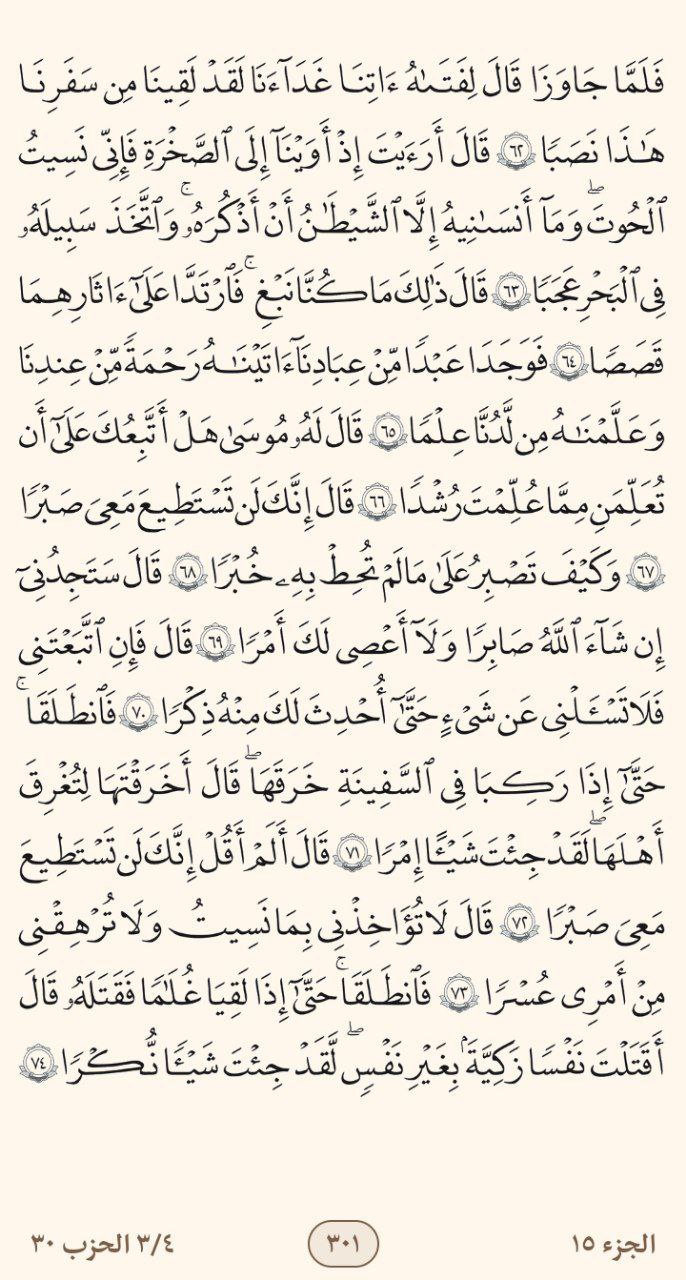 فَلَمَّا جَاوَزَا قَالَ لِفَتَىٰهُ ءَاتِنَا غَدَآءَنَا لَقَدْ لَقِينَا مِن سَفَرِنَا
هَٰذَا نَصَبًا ٦٢ قَالَ أَرَءَيْتَ إِذْ أَوَيْنَآ إِلَى ٱلصَّخْرَةِ فَإِنِّى نَسِيتُ
ٱلْحُوتَ ۖ وَمَآ أَنسَىٰنِيهُ إِلَّا ٱلشَّيْطَٰنُ أَنْ أَذْكُرَهُۥ ۚ وَٱتَّخَذَ سَبِيلَهُۥ
فِى ٱلْبَحْرِ عَجَبًا ٦٣ قَالَ ذَٰلِكَ مَا كُنَّا نَبْغِ ۚ فَٱرْتَدَّا عَلَىٰٓ ءَاثَارِهِمَا
قَصَصًا ٦٤ فَوَجَدَا عَبْدًا مِّنْ عِبَادِنَآ ءَاتَيْنَٰهُ رَحْمَةً مِّنْ عِندِنَا
وَعَلَّمْنَٰهُ مِن لَّدُنَّا عِلْمًا ٦٥ قَالَ لَهُۥ مُوسَىٰ هَلْ أَتَّبِعُكَ عَلَىٰٓ أَن
تُعَلِّمَنِ مِمَّا عُلِّمْتَ رُشْدًا ٦٦ قَالَ إِنَّكَ لَن تَسْتَطِيعَ مَعِىَ صَبْرًا
٦٧ وَكَيْفَ تَصْبِرُ عَلَىٰ مَا لَمْ تُحِطْ بِهِۦ خُبْرًا ٦٨ قَالَ سَتَجِدُنِىٓ
إِن شَآءَ ٱللَّهُ صَابِرًا وَلَآ أَعْصِى لَكَ أَمْرًا ٦٩ قَالَ فَإِنِ ٱتَّبَعْتَنِى
فَلَا تَسْـَٔلْنِى عَن شَىْءٍ حَتَّىٰٓ أُحْدِثَ لَكَ مِنْهُ ذِكْرًا ٧٠ فَٱنطَلَقَا ۚ
حَتَّىٰٓ إِذَا رَكِبَا فِى ٱلسَّفِينَةِ خَرَقَهَا ۖ قَالَ أَخَرَقْتَهَا لِتُغْرِقَ
أَهْلَهَا ۖ لَقَدْ جِئْتَ شَيْـًٔا إِمْرًا ٧١ قَالَ أَلَمْ أَقُلْ إِنَّكَ لَن تَسْتَطِيعَ
مَعِىَ صَبْرًا ٧٢ قَالَ لَا تُؤَاخِذْنِى بِمَا نَسِيتُ وَلَا تُرْهِقْنِى
مِنْ أَمْرِى عُسْرًا ٧٣ فَٱنطَلَقَا ۚ حَتَّىٰٓ إِذَا لَقِيَا غُلَٰمًا فَقَتَلَهُۥ قَالَ
أَقَتَلْتَ نَفْسًا زَكِيَّةًۢ بِغَيْرِ نَفْسٍ ۖ لَّقَدْ جِئْتَ شَيْـًٔا نُّكْرًا ٧٤
الجزء ١٥
٣٠١
٣/٤ الحزب ٣٠